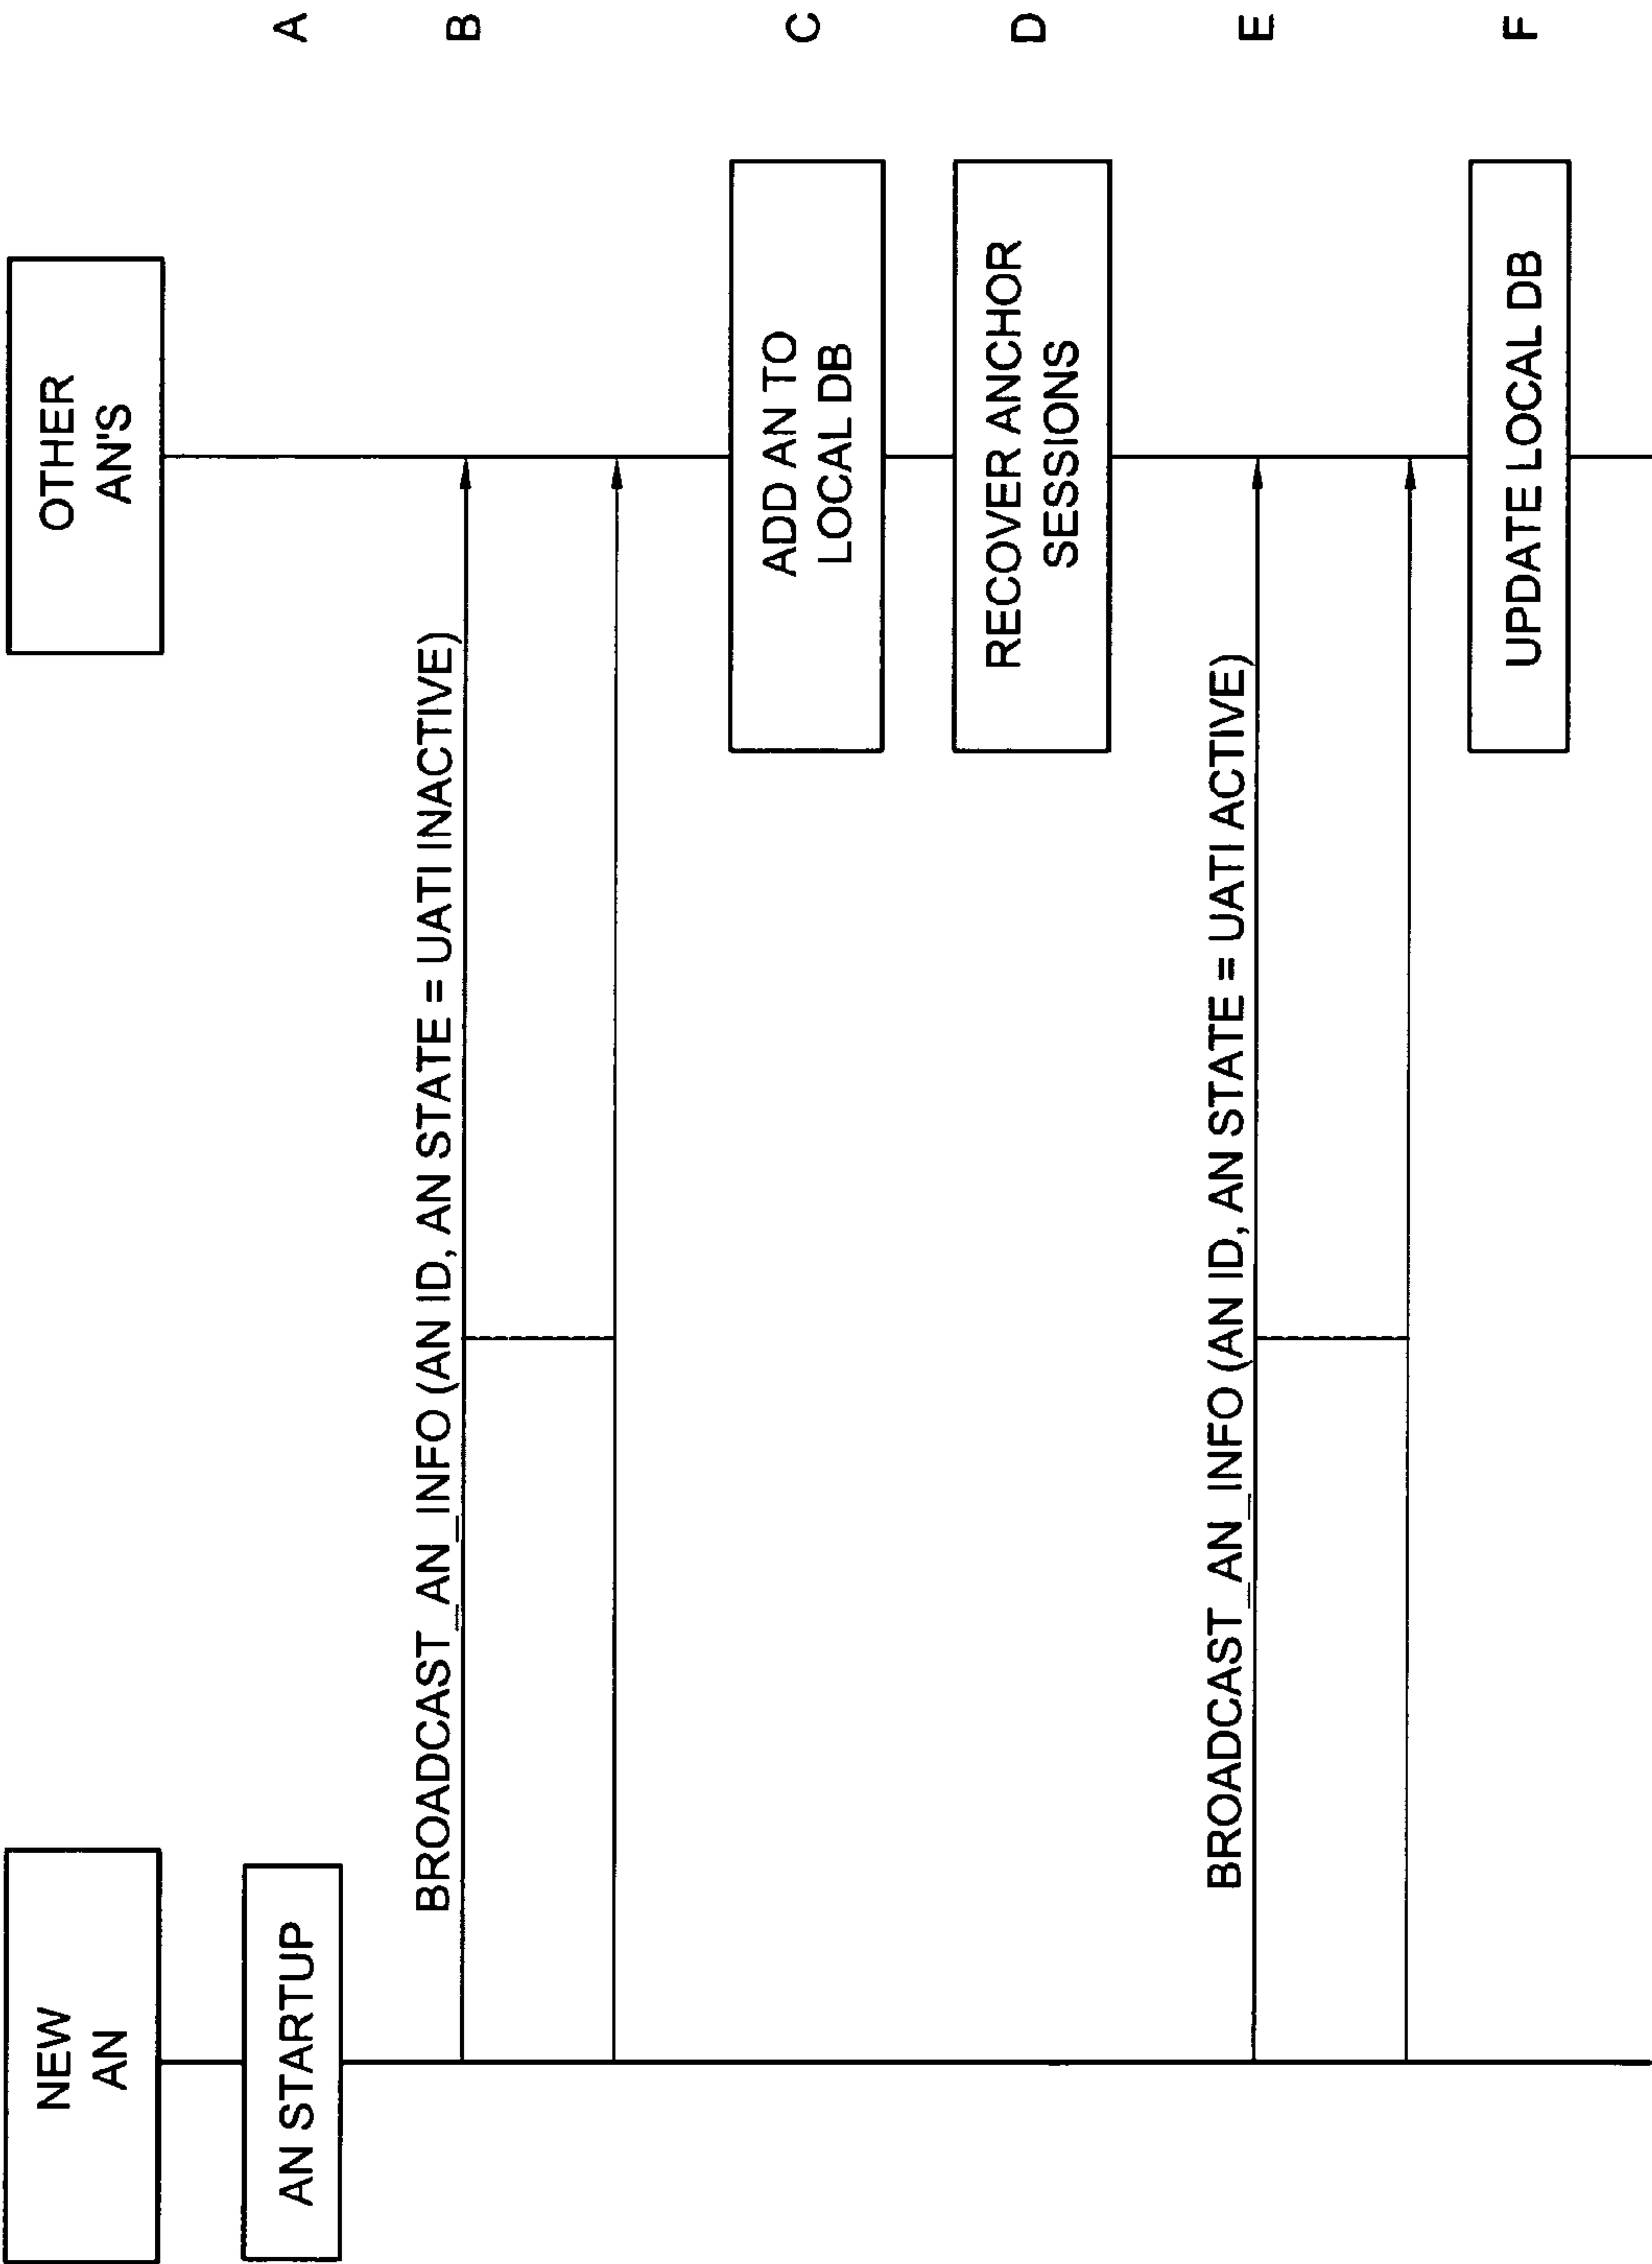 NEW
AN
OTHER
AN'S
AN STARTUP
A
BROADCAST_AN_INFO (AN ID, AN STATE = UATI INACTIVE)
B
ADD AN TO
LOCAL DB
C
RECOVER ANCHOR
SESSIONS
D
BROADCAST_AN_INFO (AN ID, AN STATE = UATI ACTIVE)
E
UPDATE LOCAL DB
F